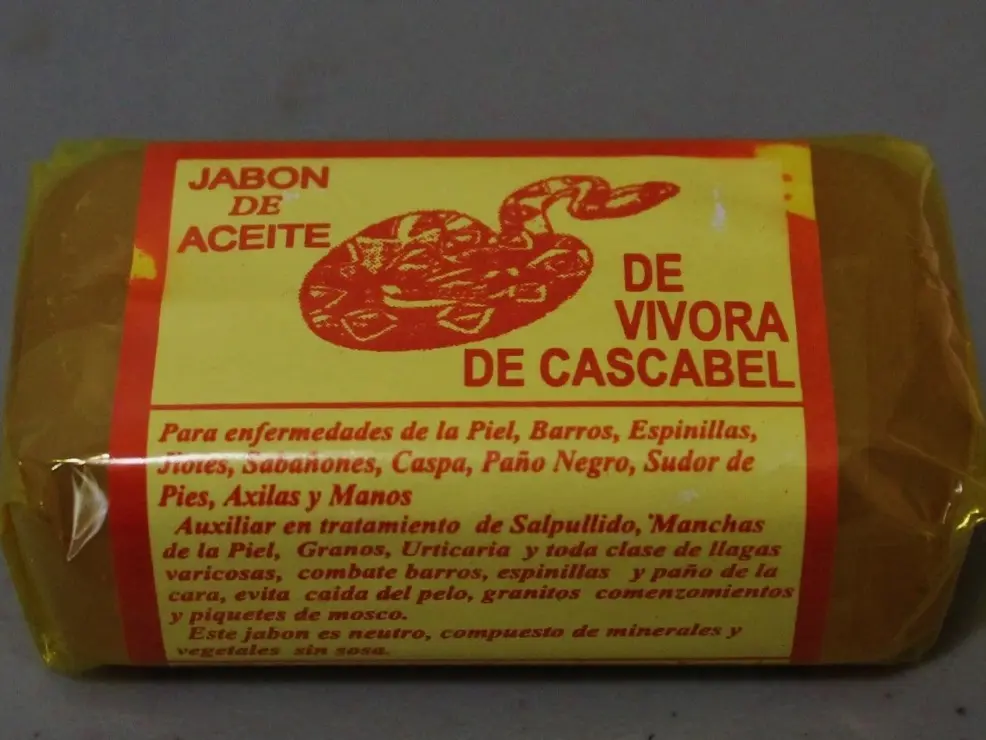 JABON
DE
ACEITE
DE
VIVORA
DE CASCABEL
Para enfermedades de la Piel, Barros, Espinillas,
Jiotes, Sabañones, Caspa, Paño Negro, Sudor de
Pies, Axilas y Manos
Auxiliar en tratamiento de Salpullido, Manchas
de la Piel, Granos, Urticaria y toda clase de llagas
varicosas, combate barros, espinillas y paño de la
cara, evita caida del pelo, granitos comenzomientos
y piquetes de mosco.
Este jabon es neutro, compuesto de minerales y
vegetales sin sosa.